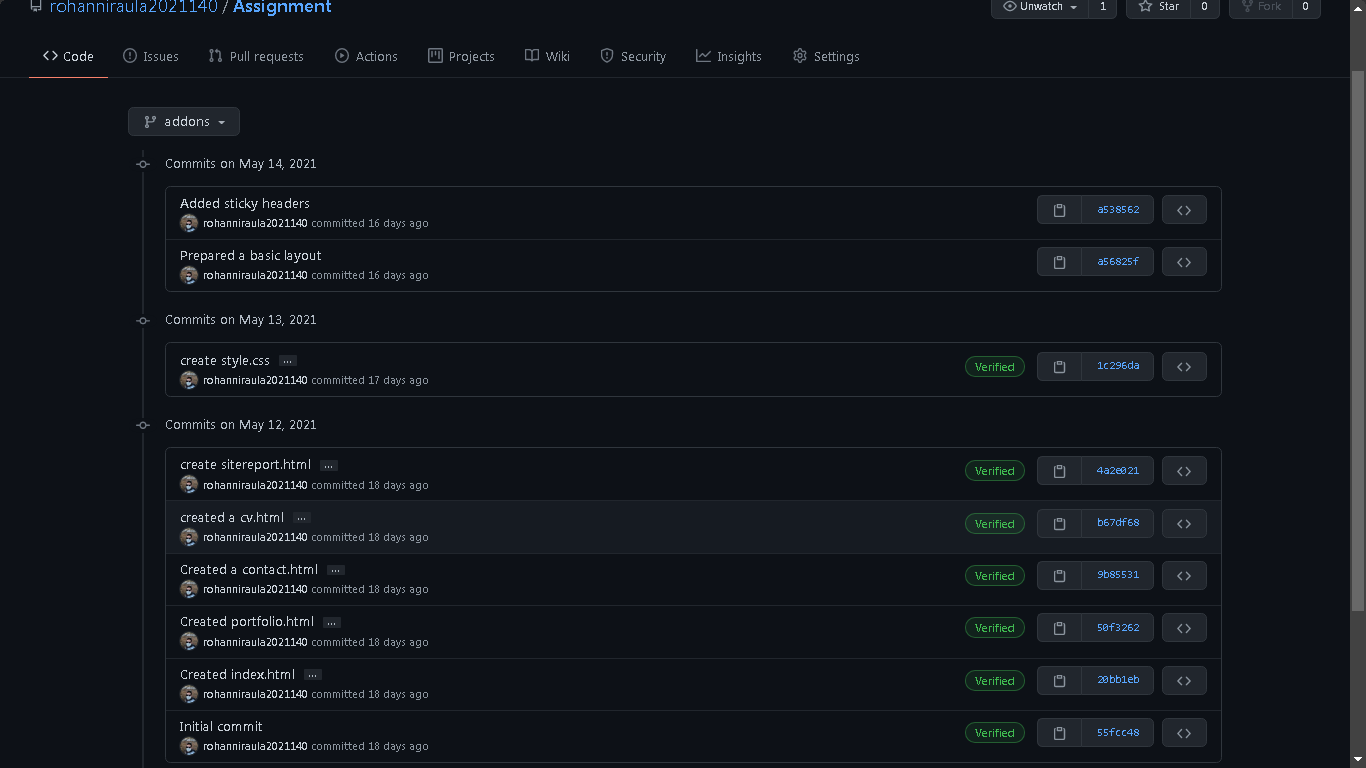 rohanniraula2021140 / Assignment
Unwatch 1 Star 0 Fork 0
Code Issues Pull requests Actions Projects Wiki Security Insights Settings
addons
Commits on May 14, 2021
Added sticky headers
rohanniraula2021140 committed 16 days ago
a538562
Prepared a basic layout
rohanniraula2021140 committed 16 days ago
a56825f
Commits on May 13, 2021
create style.css ...
rohanniraula2021140 committed 17 days ago
Verified 1c296da
Commits on May 12, 2021
create sitereport.html ...
rohanniraula2021140 committed 18 days ago
Verified 4a2e021
created a cv.html ...
rohanniraula2021140 committed 18 days ago
Verified b67df60
Created a contact.html ...
rohanniraula2021140 committed 18 days ago
Verified 9b85531
Created portfolio.html ...
rohanniraula2021140 committed 18 days ago
Verified 50f3262
Created index.html ...
rohanniraula2021140 committed 18 days ago
Verified 20bb1eb
Initial commit
rohanniraula2021140 committed 18 days ago
Verified 55fcc40